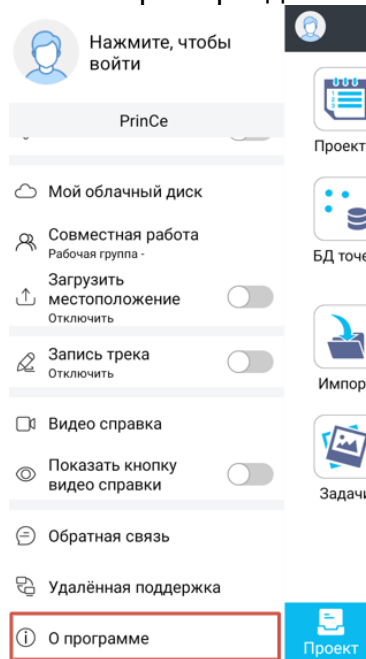 Нажмите, чтобы
войти
PrinCe
Мой облачный диск
Совместная работа
Рабочая группа -
Загрузить
местоположение
Отключить
Запись трека
Отключить
Видео справка
Показать кнопку
видео справки
Обратная связь
Удалённая поддержка
О программе
Проект
БД точе
Импор
Задачи
Проект